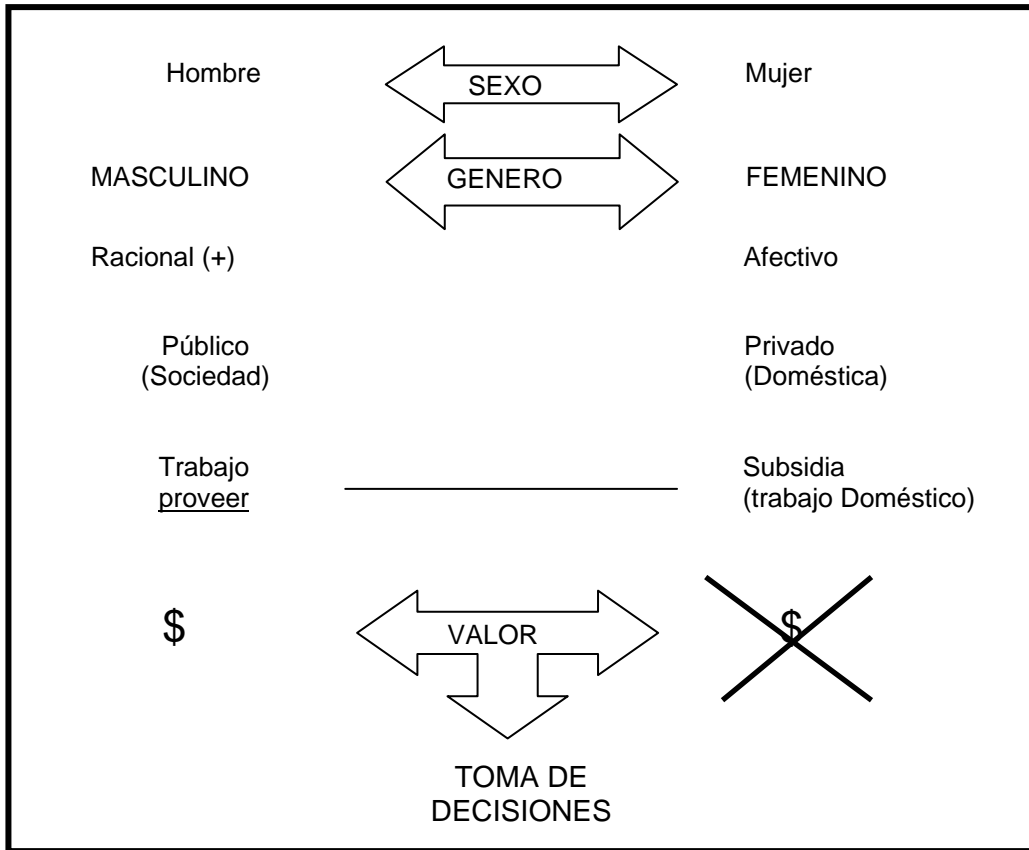 Hombre
SEXO
Mujer
MASCULINO
GENERO
FEMENINO
Racional (+)
Afectivo
Público
(Sociedad)
Privado
(Doméstica)
Trabajo
proveer
Subsidia
(trabajo Doméstico)
$
VALOR
$
TOMA DE
DECISIONES